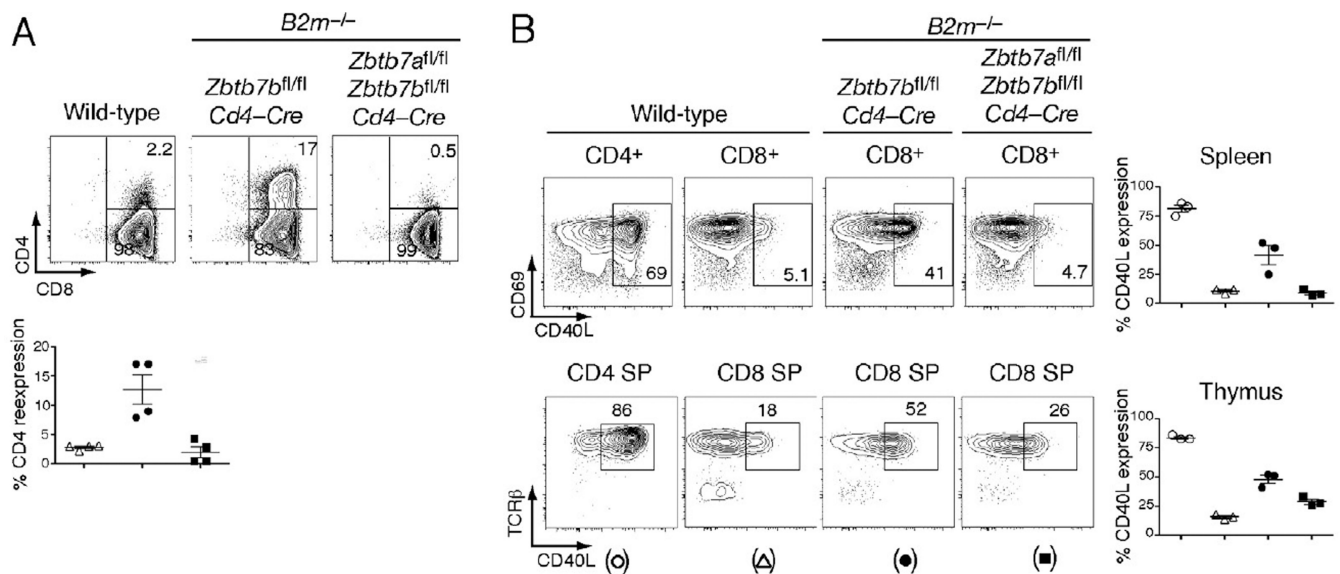 A
B2m–/–
Zbtb7afl/fl
Zbtb7bfl/fl Zbtb7bfl/fl
Wild-type Cd4–Cre Cd4–Cre
2.2 17 0.5
98 83 99
CD4
CD8
% CD4 reexpression
20
15
10
5
0
B
B2m–/–
Zbtb7afl/fl
Zbtb7bfl/fl Zbtb7bfl/fl
Wild-type Cd4–Cre Cd4–Cre
CD4+ CD8+ CD8+ CD8+
69 5.1 41 4.7
CD69
CD40L
Spleen
% CD40L expression
100
75
50
25
0
CD4 SP CD8 SP CD8 SP CD8 SP
86 18 52 26
TCRβ
CD40L (○) (△) (●) (■)
Thymus
% CD40L expression
100
75
50
25
0